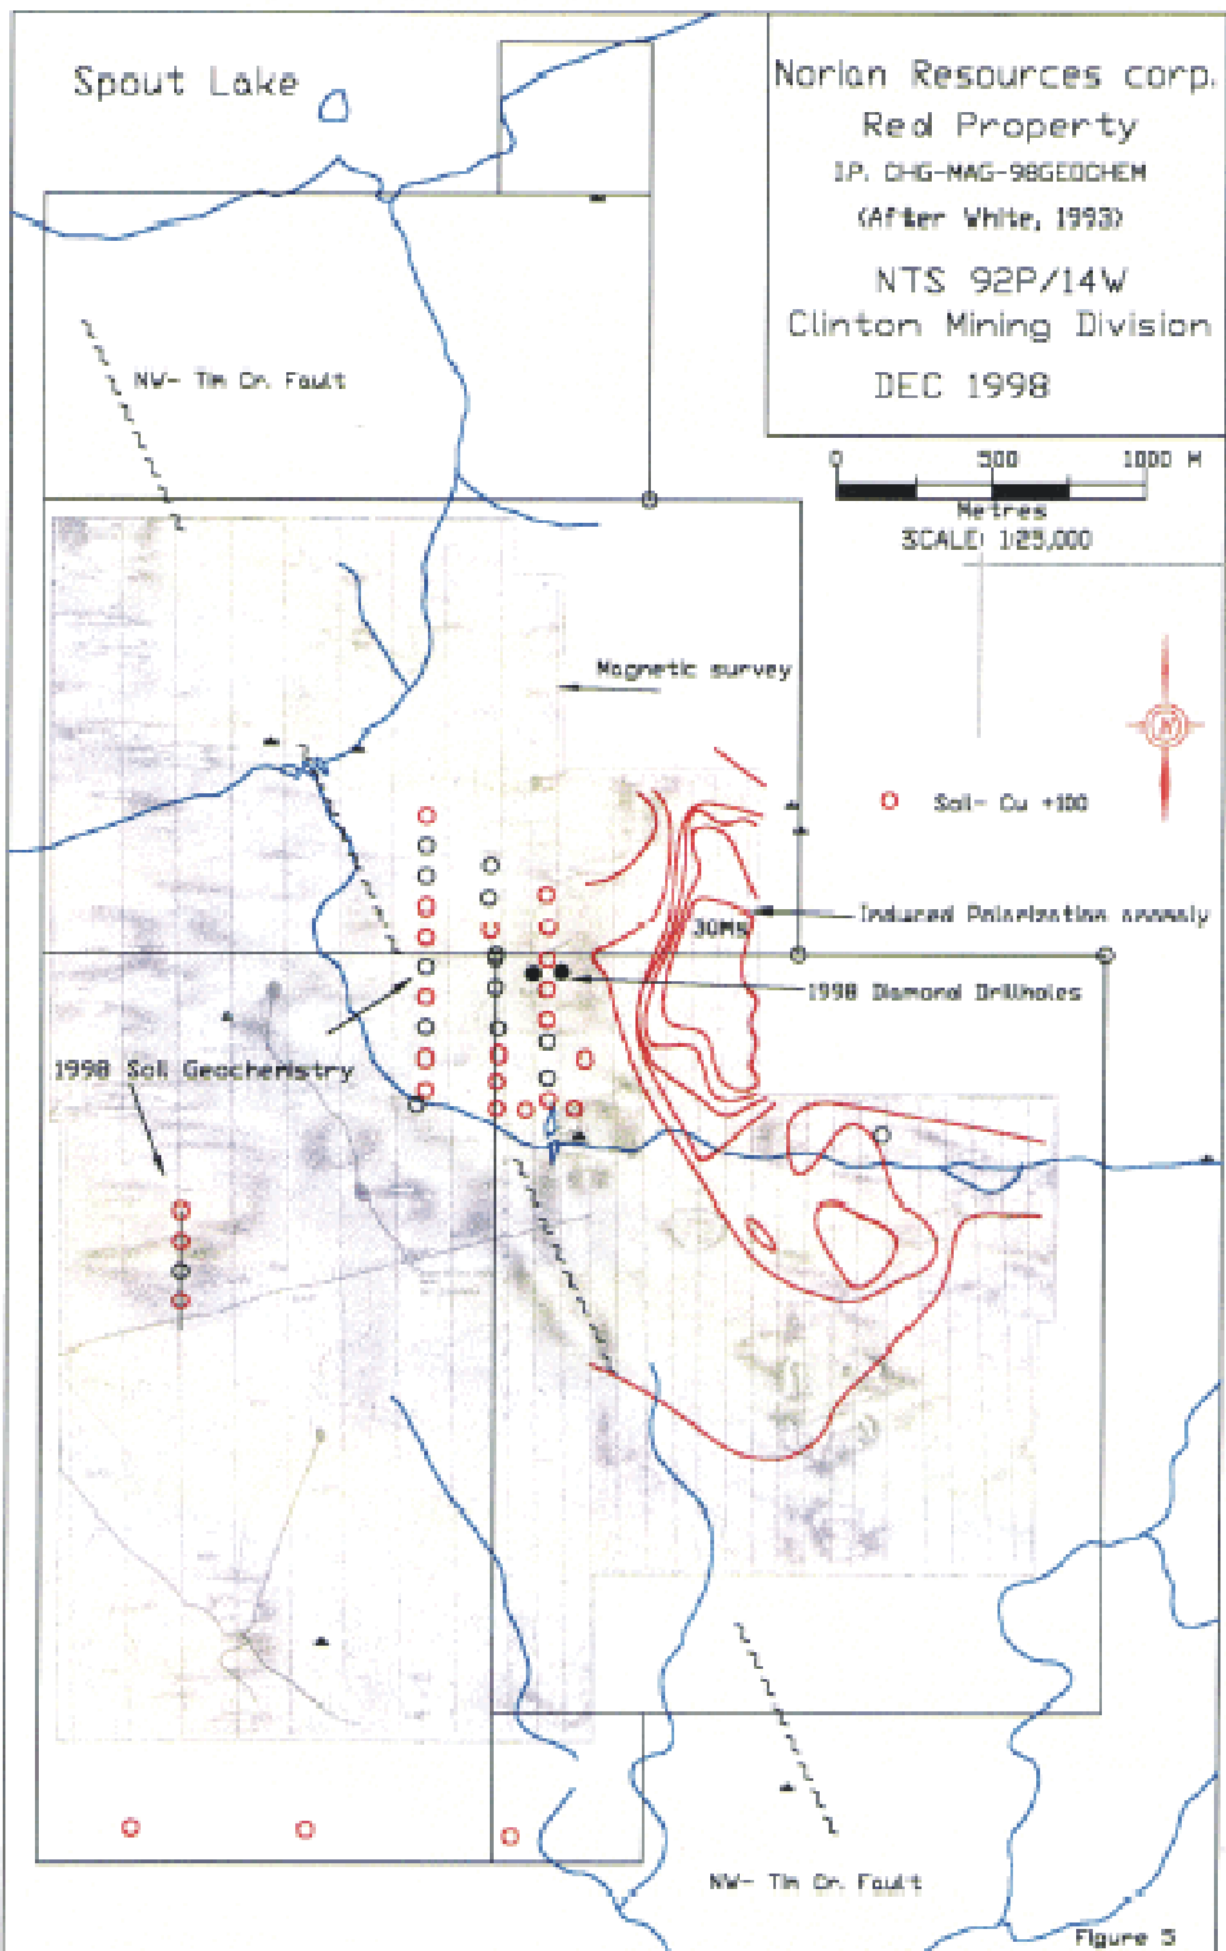 Spout Lake
Norian Resources corp.
Red Property
I.P. CHG-MAG-98GEOCHEM
(After White, 1993)
NTS 92P/14W
Clinton Mining Division
DEC 1998
0 500 1000 M
Metres
SCALE: 1:25,000
NW- Tim Cr. Fault
Magnetic survey
N
Soil- Cu +100
Induced Polarization anomaly
30Ms
1998 Diamond Drillholes
1998 Soil Geochemistry
NW- Tim Cr. Fault
Figure 5